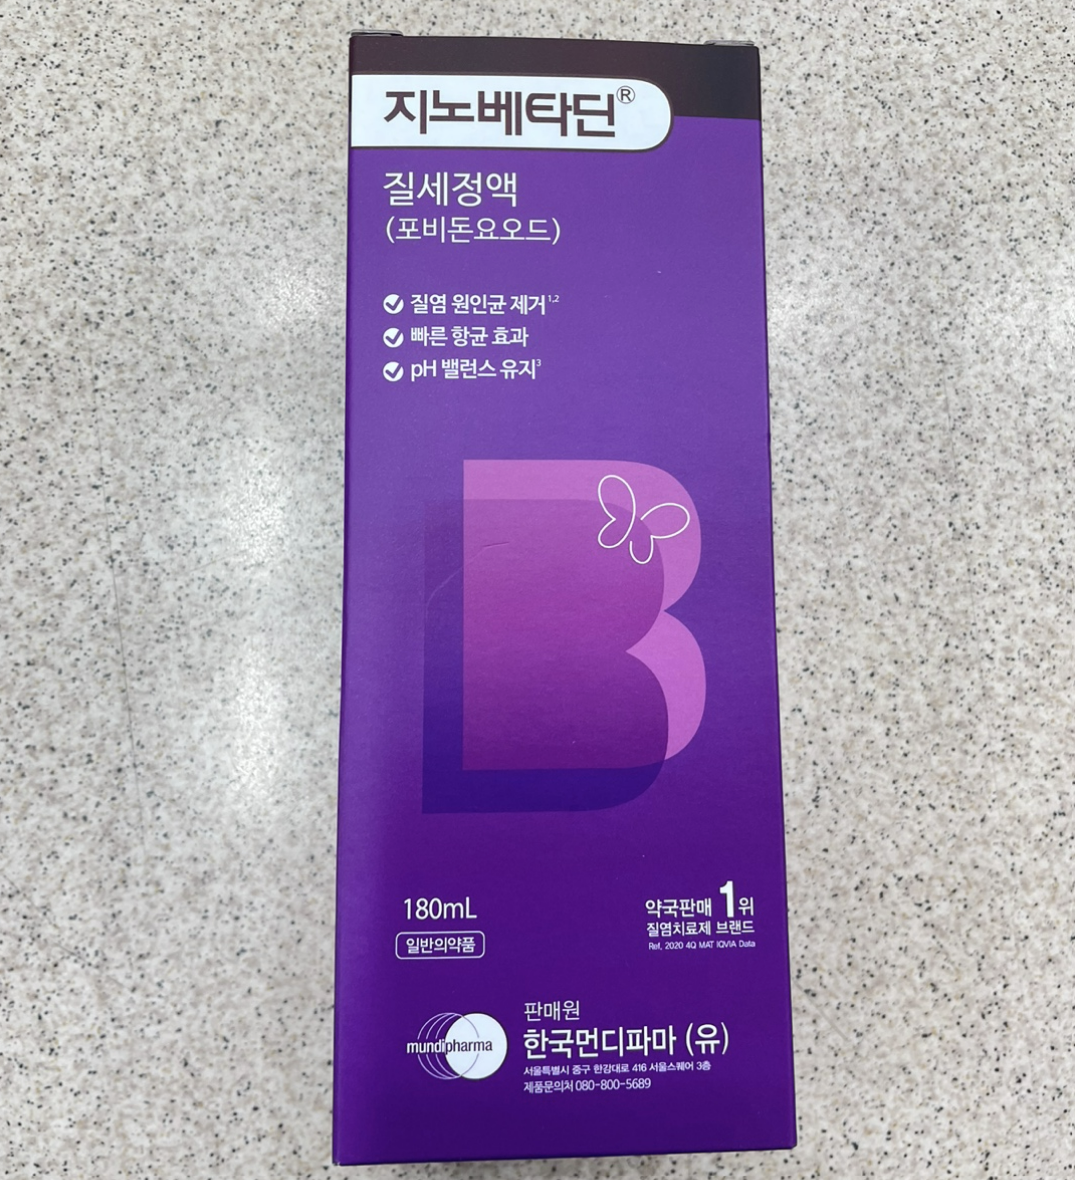 지노베타딘®
질세정액
(포비돈요오드)
질염 원인균 제거1,2
빠른 항균 효과
pH 밸런스 유지3
180mL
일반의약품
약국판매 1위
질염치료제 브랜드
Ref, 2020 4Q MAT IQVIA Data
mundipharma
판매원
한국먼디파마 (유)
서울특별시 중구 한강대로 416 서울스퀘어 3층
제품문의처 080-800-5689